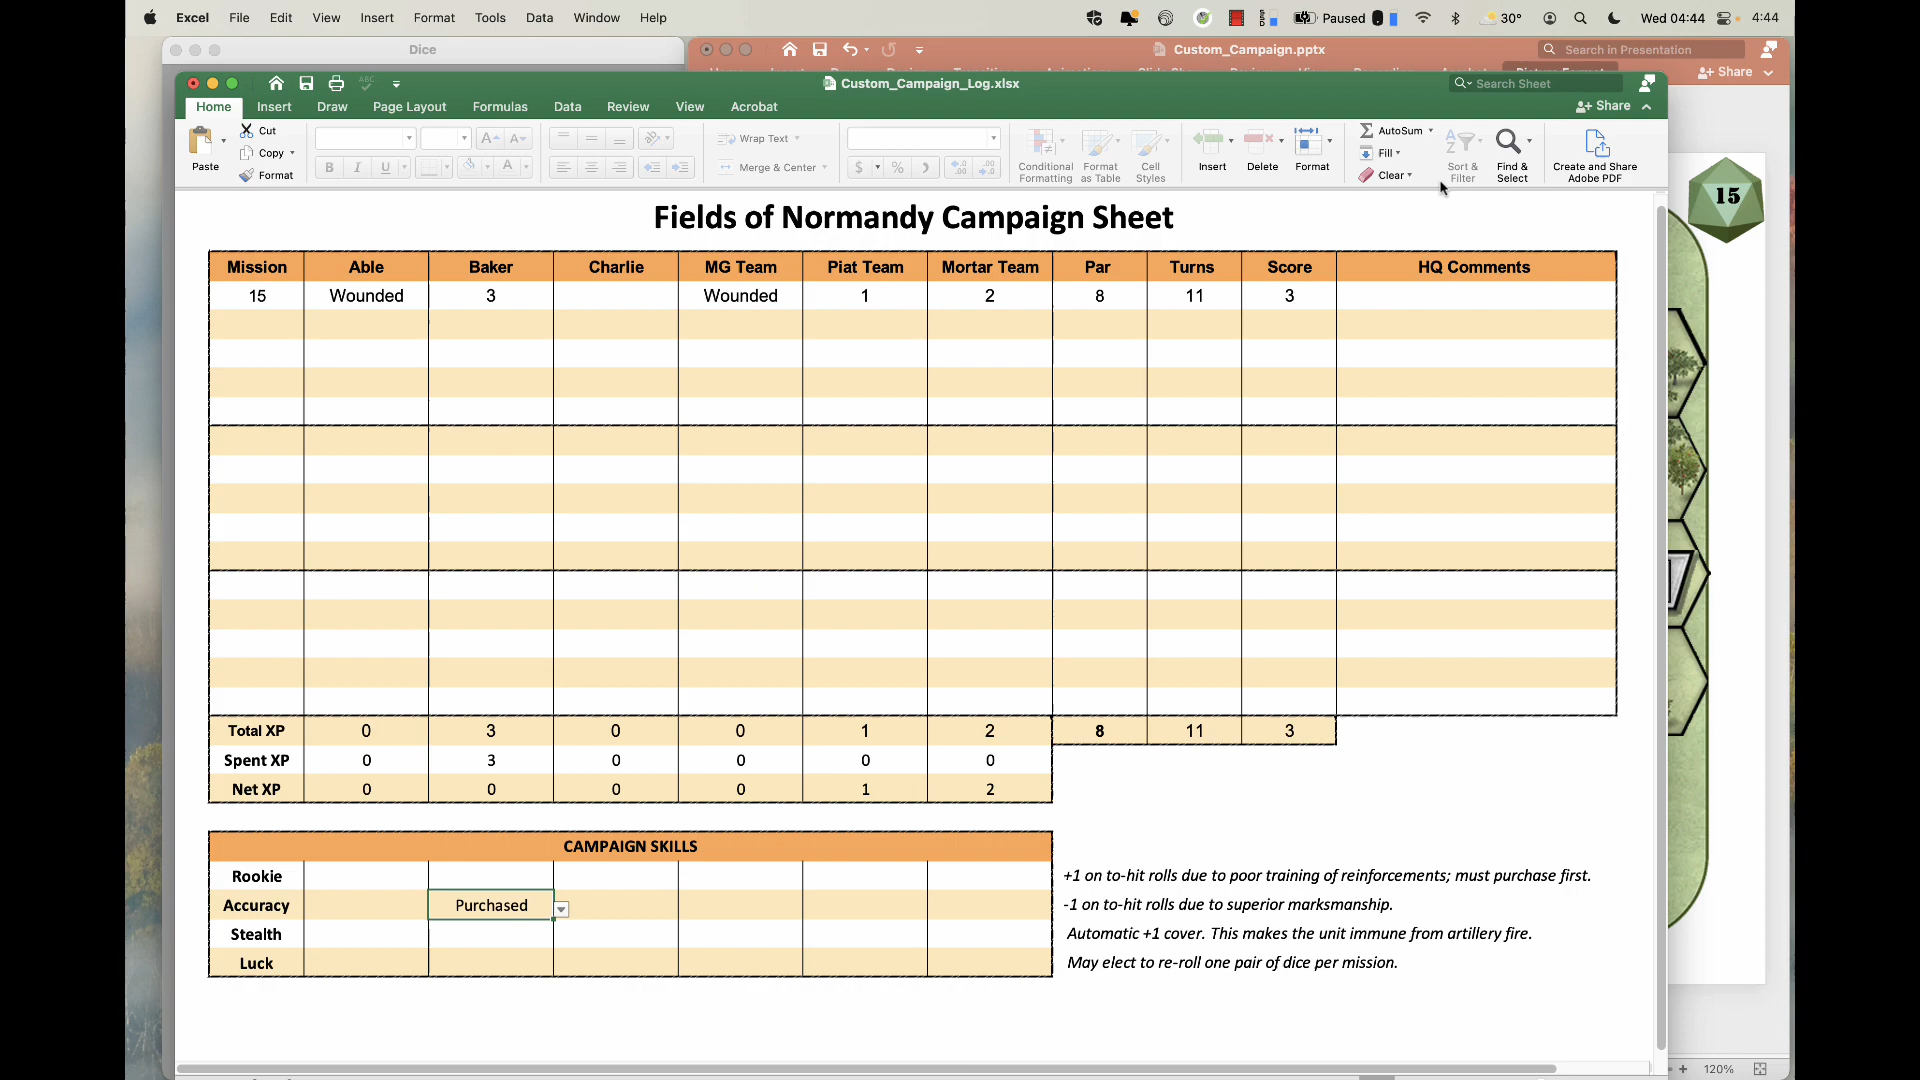 Excel File Edit View Insert Format Tools Data Window Help Paused 30° Wed 04:44 4:44
Dice
Custom_Campaign.pptx Search in Presentation
Share
Custom_Campaign_Log.xlsx Search Sheet
Home Insert Draw Page Layout Formulas Data Review View Acrobat Share
Paste Cut Copy Format
Wrap Text Merge & Center
Conditional Formatting Format as Table Cell Styles
Insert Delete Format
AutoSum Fill Clear
Sort & Filter Find & Select
Create and Share Adobe PDF
15
Fields of Normandy Campaign Sheet
Mission Able Baker Charlie MG Team Piat Team Mortar Team Par Turns Score HQ Comments
15 Wounded 3 Wounded 1 2 8 11 3
Total XP 0 3 0 0 1 2 8 11 3
Spent XP 0 3 0 0 0 0
Net XP 0 0 0 0 1 2
CAMPAIGN SKILLS
Rookie +1 on to-hit rolls due to poor training of reinforcements; must purchase first.
Accuracy Purchased -1 on to-hit rolls due to superior marksmanship.
Stealth Automatic +1 cover. This makes the unit immune from artillery fire.
Luck May elect to re-roll one pair of dice per mission.
120%